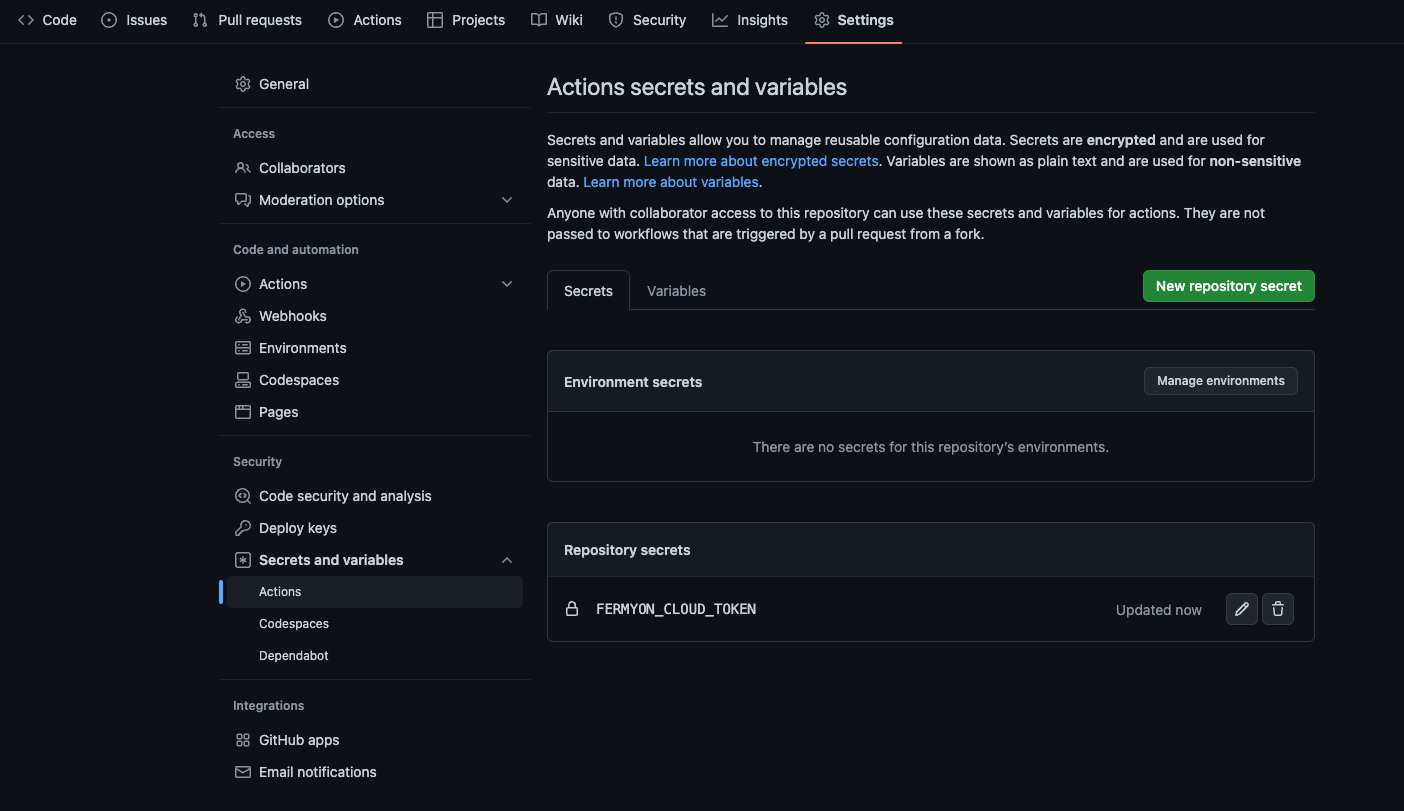 Code Issues Pull requests Actions Projects Wiki Security Insights Settings
General
Access
Collaborators
Moderation options
Code and automation
Actions
Webhooks
Environments
Codespaces
Pages
Security
Code security and analysis
Deploy keys
Secrets and variables
Actions
Codespaces
Dependabot
Integrations
GitHub apps
Email notifications
Actions secrets and variables
Secrets and variables allow you to manage reusable configuration data. Secrets are encrypted and are used for
sensitive data. Learn more about encrypted secrets. Variables are shown as plain text and are used for non-sensitive
data. Learn more about variables.
Anyone with collaborator access to this repository can use these secrets and variables for actions. They are not
passed to workflows that are triggered by a pull request from a fork.
Secrets Variables New repository secret
Environment secrets Manage environments
There are no secrets for this repository's environments.
Repository secrets
FERMYON_CLOUD_TOKEN Updated now